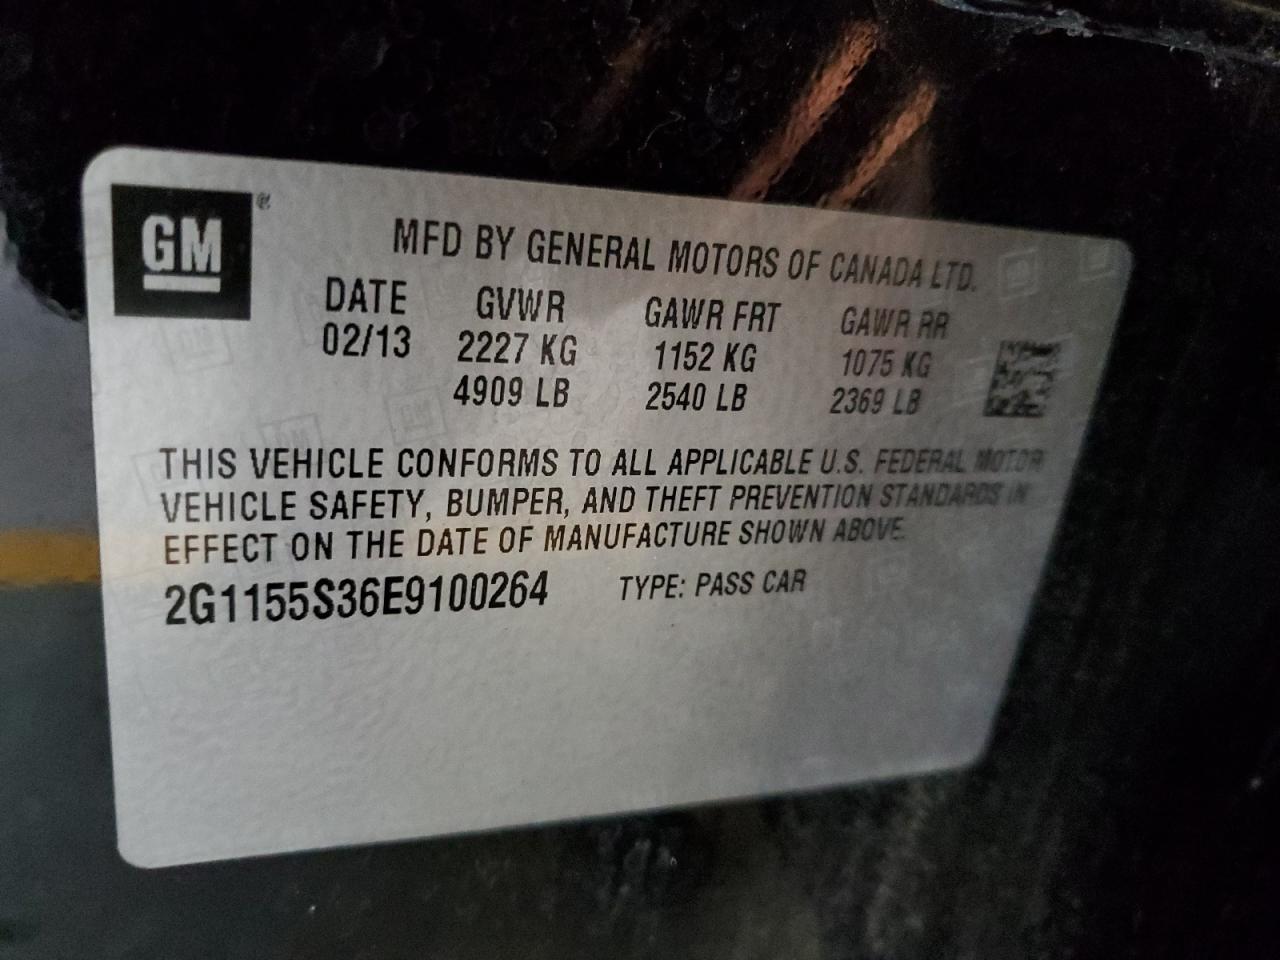 GM®
MFD BY GENERAL MOTORS OF CANADA LTD.
DATE GVWR GAWR FRT GAWR RR
02/13 2227 KG 1152 KG 1075 KG
4909 LB 2540 LB 2369 LB
THIS VEHICLE CONFORMS TO ALL APPLICABLE U.S. FEDERAL MOTOR
VEHICLE SAFETY, BUMPER, AND THEFT PREVENTION STANDARDS IN
EFFECT ON THE DATE OF MANUFACTURE SHOWN ABOVE.
2G1155S36E9100264 TYPE: PASS CAR